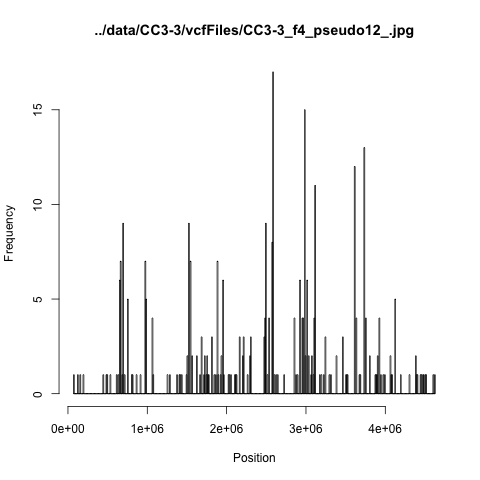 ../data/CC3-3/vcfFiles/CC3-3_f4_pseudo12_.jpg
15
10
5
0
Frequency
0e+00 1e+06 2e+06 3e+06 4e+06
Position